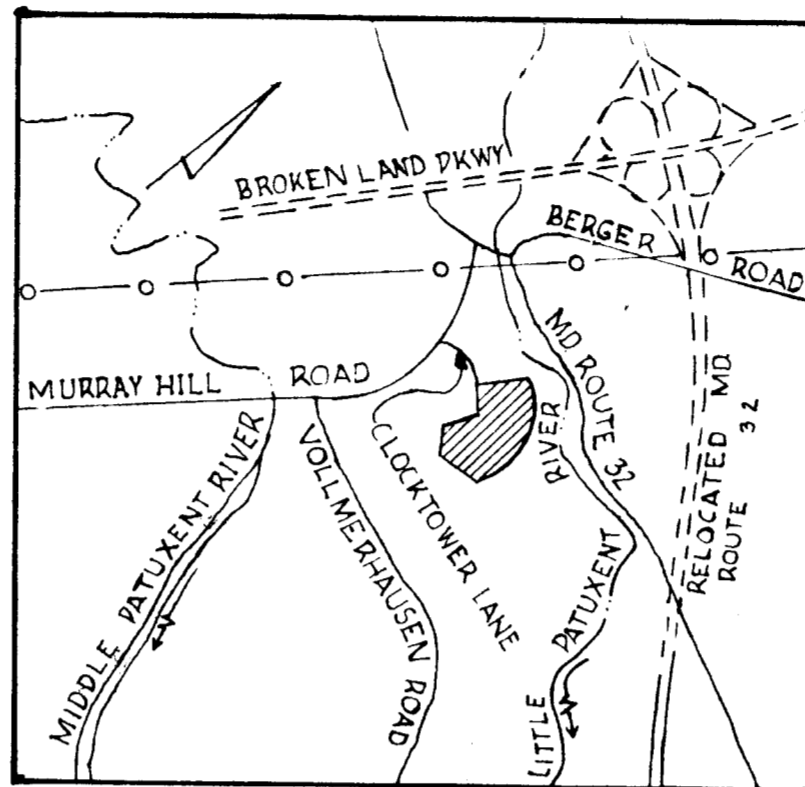 BROKEN LAND PKWY
BERGER ROAD
MURRAY HILL ROAD
MD ROUTE 32
RELOCATED MD
ROUTE 32
MIDDLE PATUXENT RIVER
VOLLMERHAUSEN ROAD
CLOCKTOWER LANE
LITTLE PATUXENT RIVER